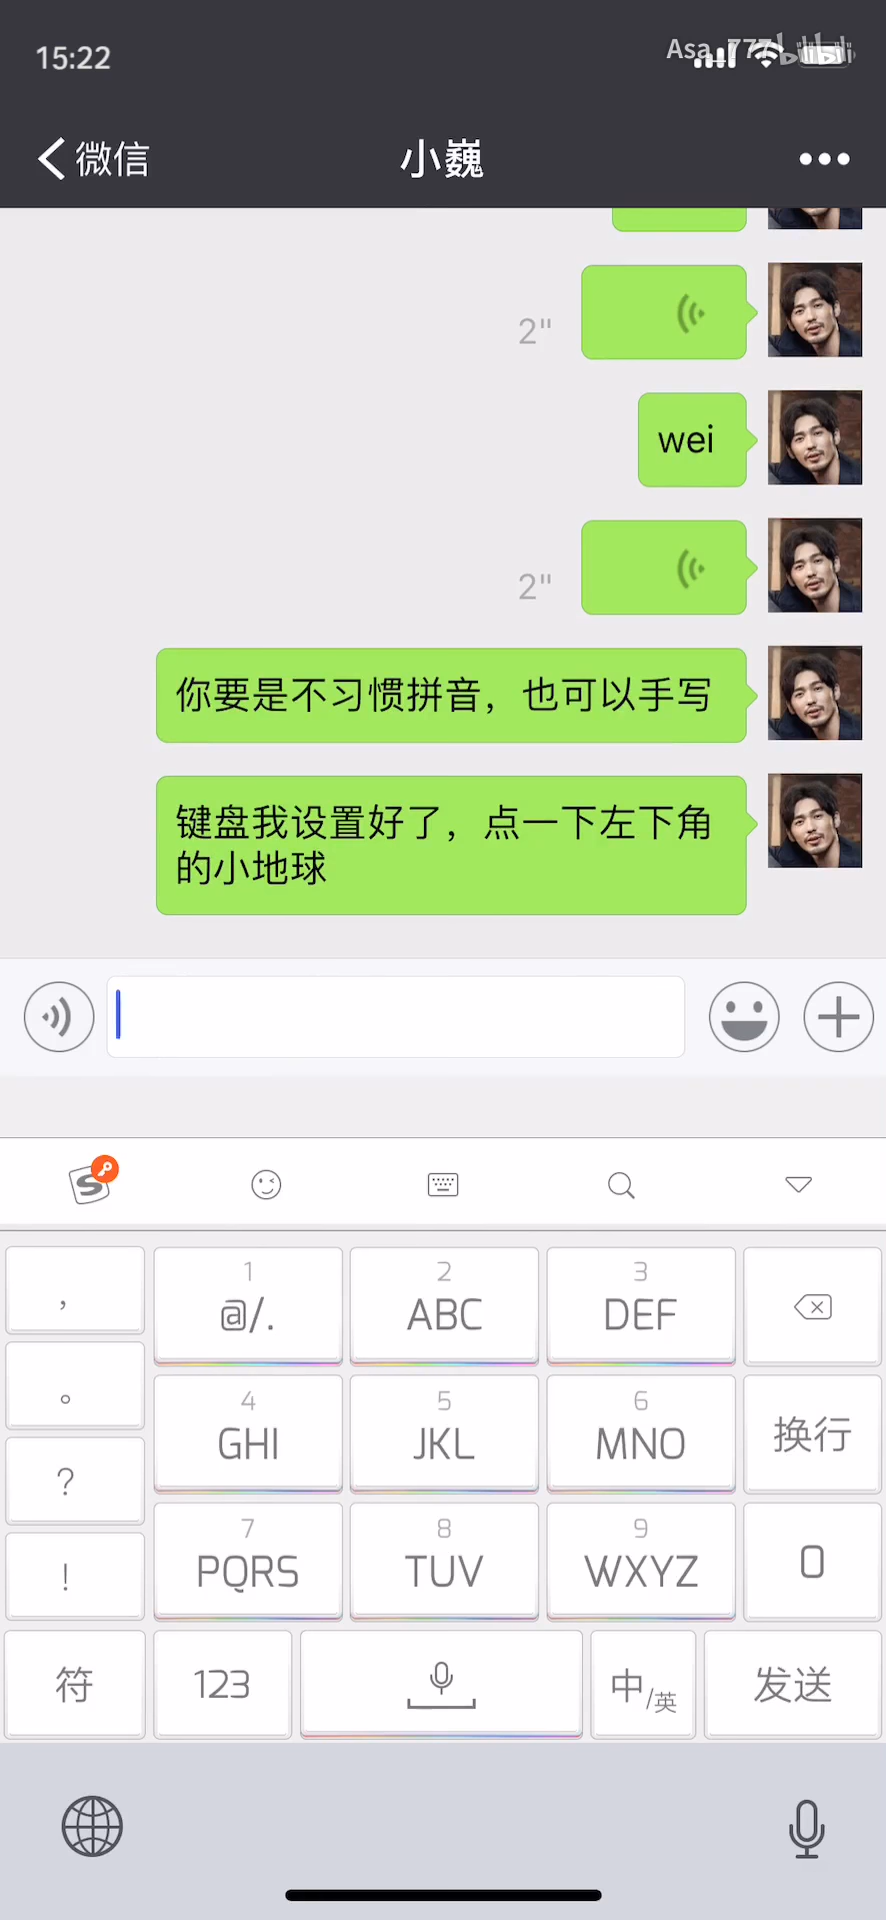 15:22
Asa_777
bilibili
微信
小巍
2"
wei
2"
你要是不习惯拼音，也可以手写
键盘我设置好了，点一下左下角
的小地球
S
，
1
@/.
2
ABC
3
DEF
。
4
GHI
5
JKL
6
MNO
换行
?
7
PQRS
8
TUV
9
WXYZ
0
!
符
123
中/英
发送